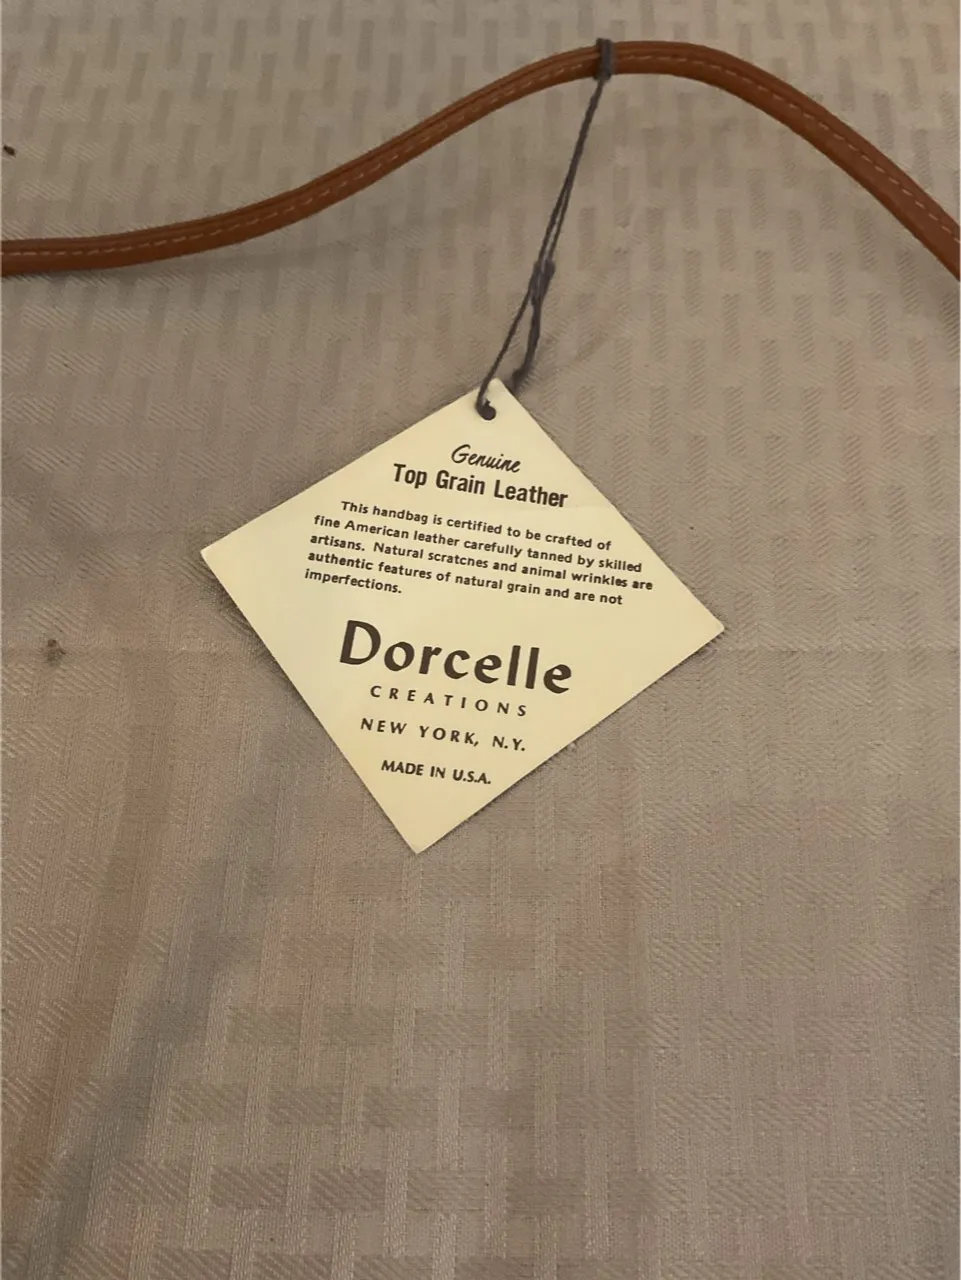 Genuine
Top Grain Leather
This handbag is certified to be crafted of
fine American leather carefully tanned by skilled
artisans. Natural scratches and animal wrinkles are
authentic features of natural grain and are not
imperfections.
Dorcelle
CREATIONS
NEW YORK, N.Y.
MADE IN U.S.A.